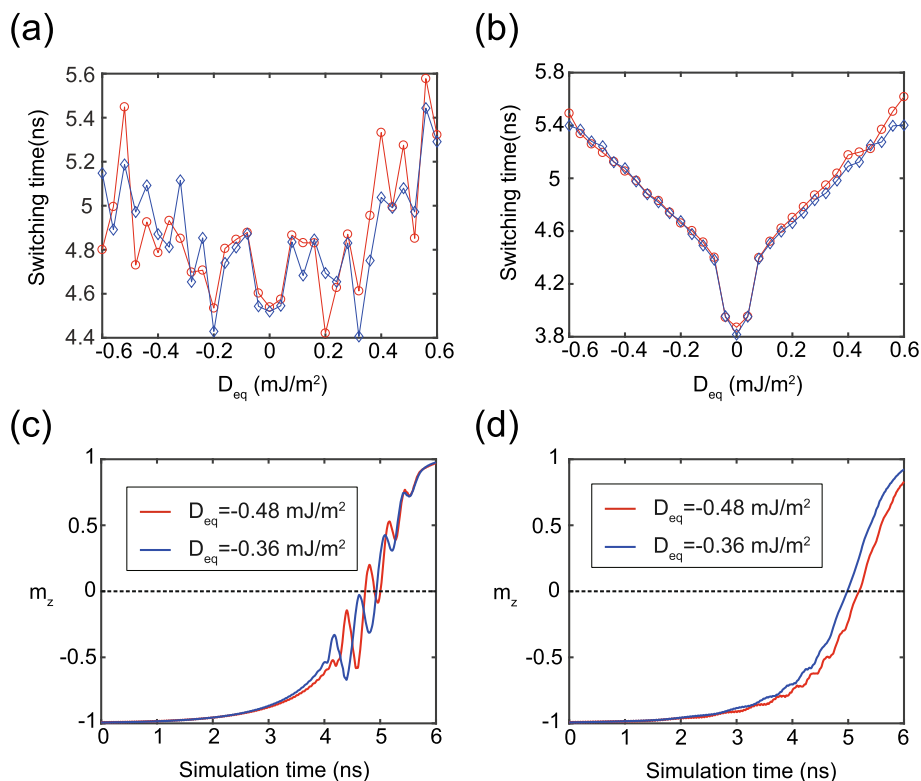 (a)
Switching time(ns)
5.6
5.4
5.2
5
4.8
4.6
4.4
-0.6 -0.4 -0.2 0 0.2 0.4 0.6
D_eq (mJ/m²)
(b)
Switching time(ns)
5.8
5.4
5
4.6
4.2
3.8
-0.6 -0.4 -0.2 0 0.2 0.4 0.6
D_eq (mJ/m²)
(c)
m_z
1
0.5
0
-0.5
-1
D_eq=-0.48 mJ/m²
D_eq=-0.36 mJ/m²
0 1 2 3 4 5 6
Simulation time (ns)
(d)
m_z
1
0.5
0
-0.5
-1
D_eq=-0.48 mJ/m²
D_eq=-0.36 mJ/m²
0 1 2 3 4 5 6
Simulation time (ns)